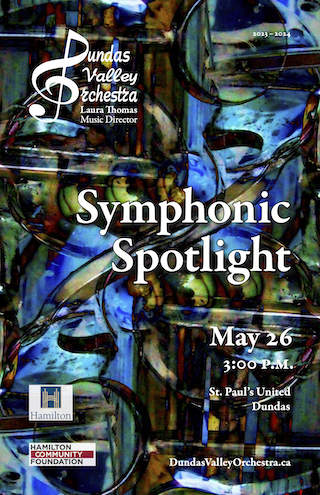 2023–2024
Dundas
Valley
Orchestra
Laura Thomas
Music Director
Symphonic
Spotlight
May 26
3:00 P.M.
St. Paul's United
Dundas
Hamilton
HAMILTON
COMMUNITY
FOUNDATION
DundasValleyOrchestra.ca